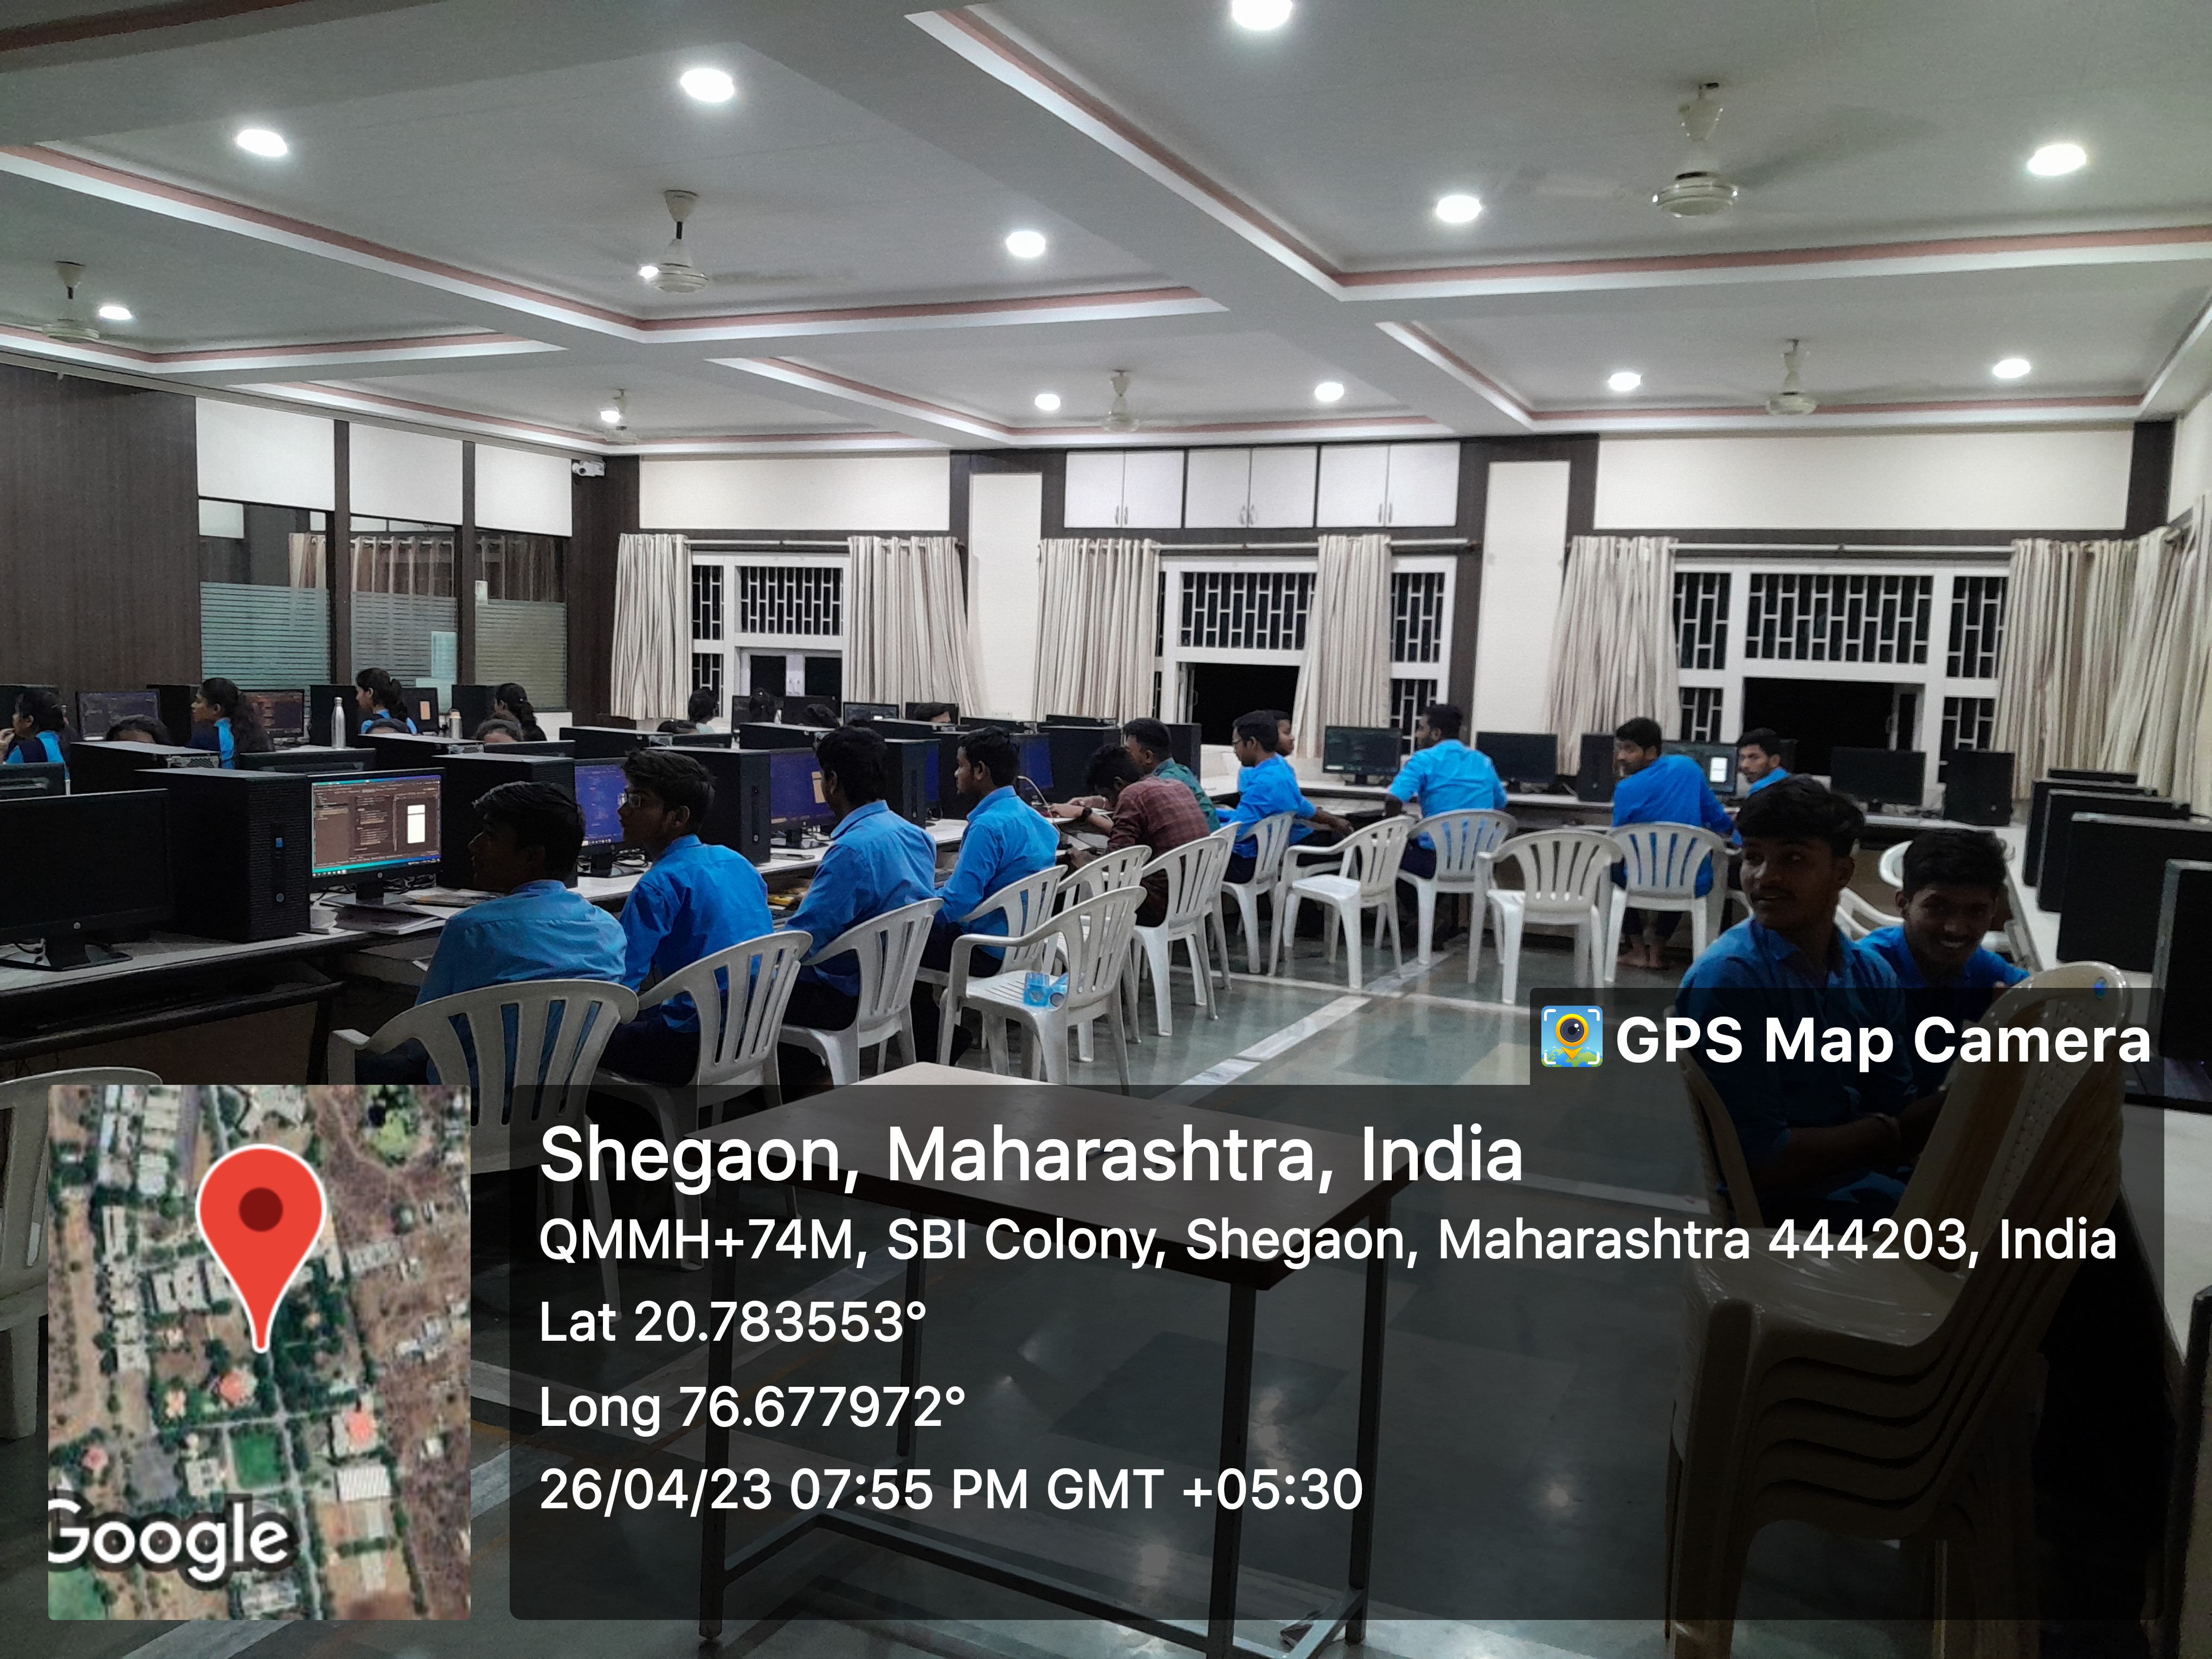 GPS Map Camera
Shegaon, Maharashtra, India
QMMH+74M, SBI Colony, Shegaon, Maharashtra 444203, India
Lat 20.783553°
Long 76.677972°
26/04/23 07:55 PM GMT +05:30
Google